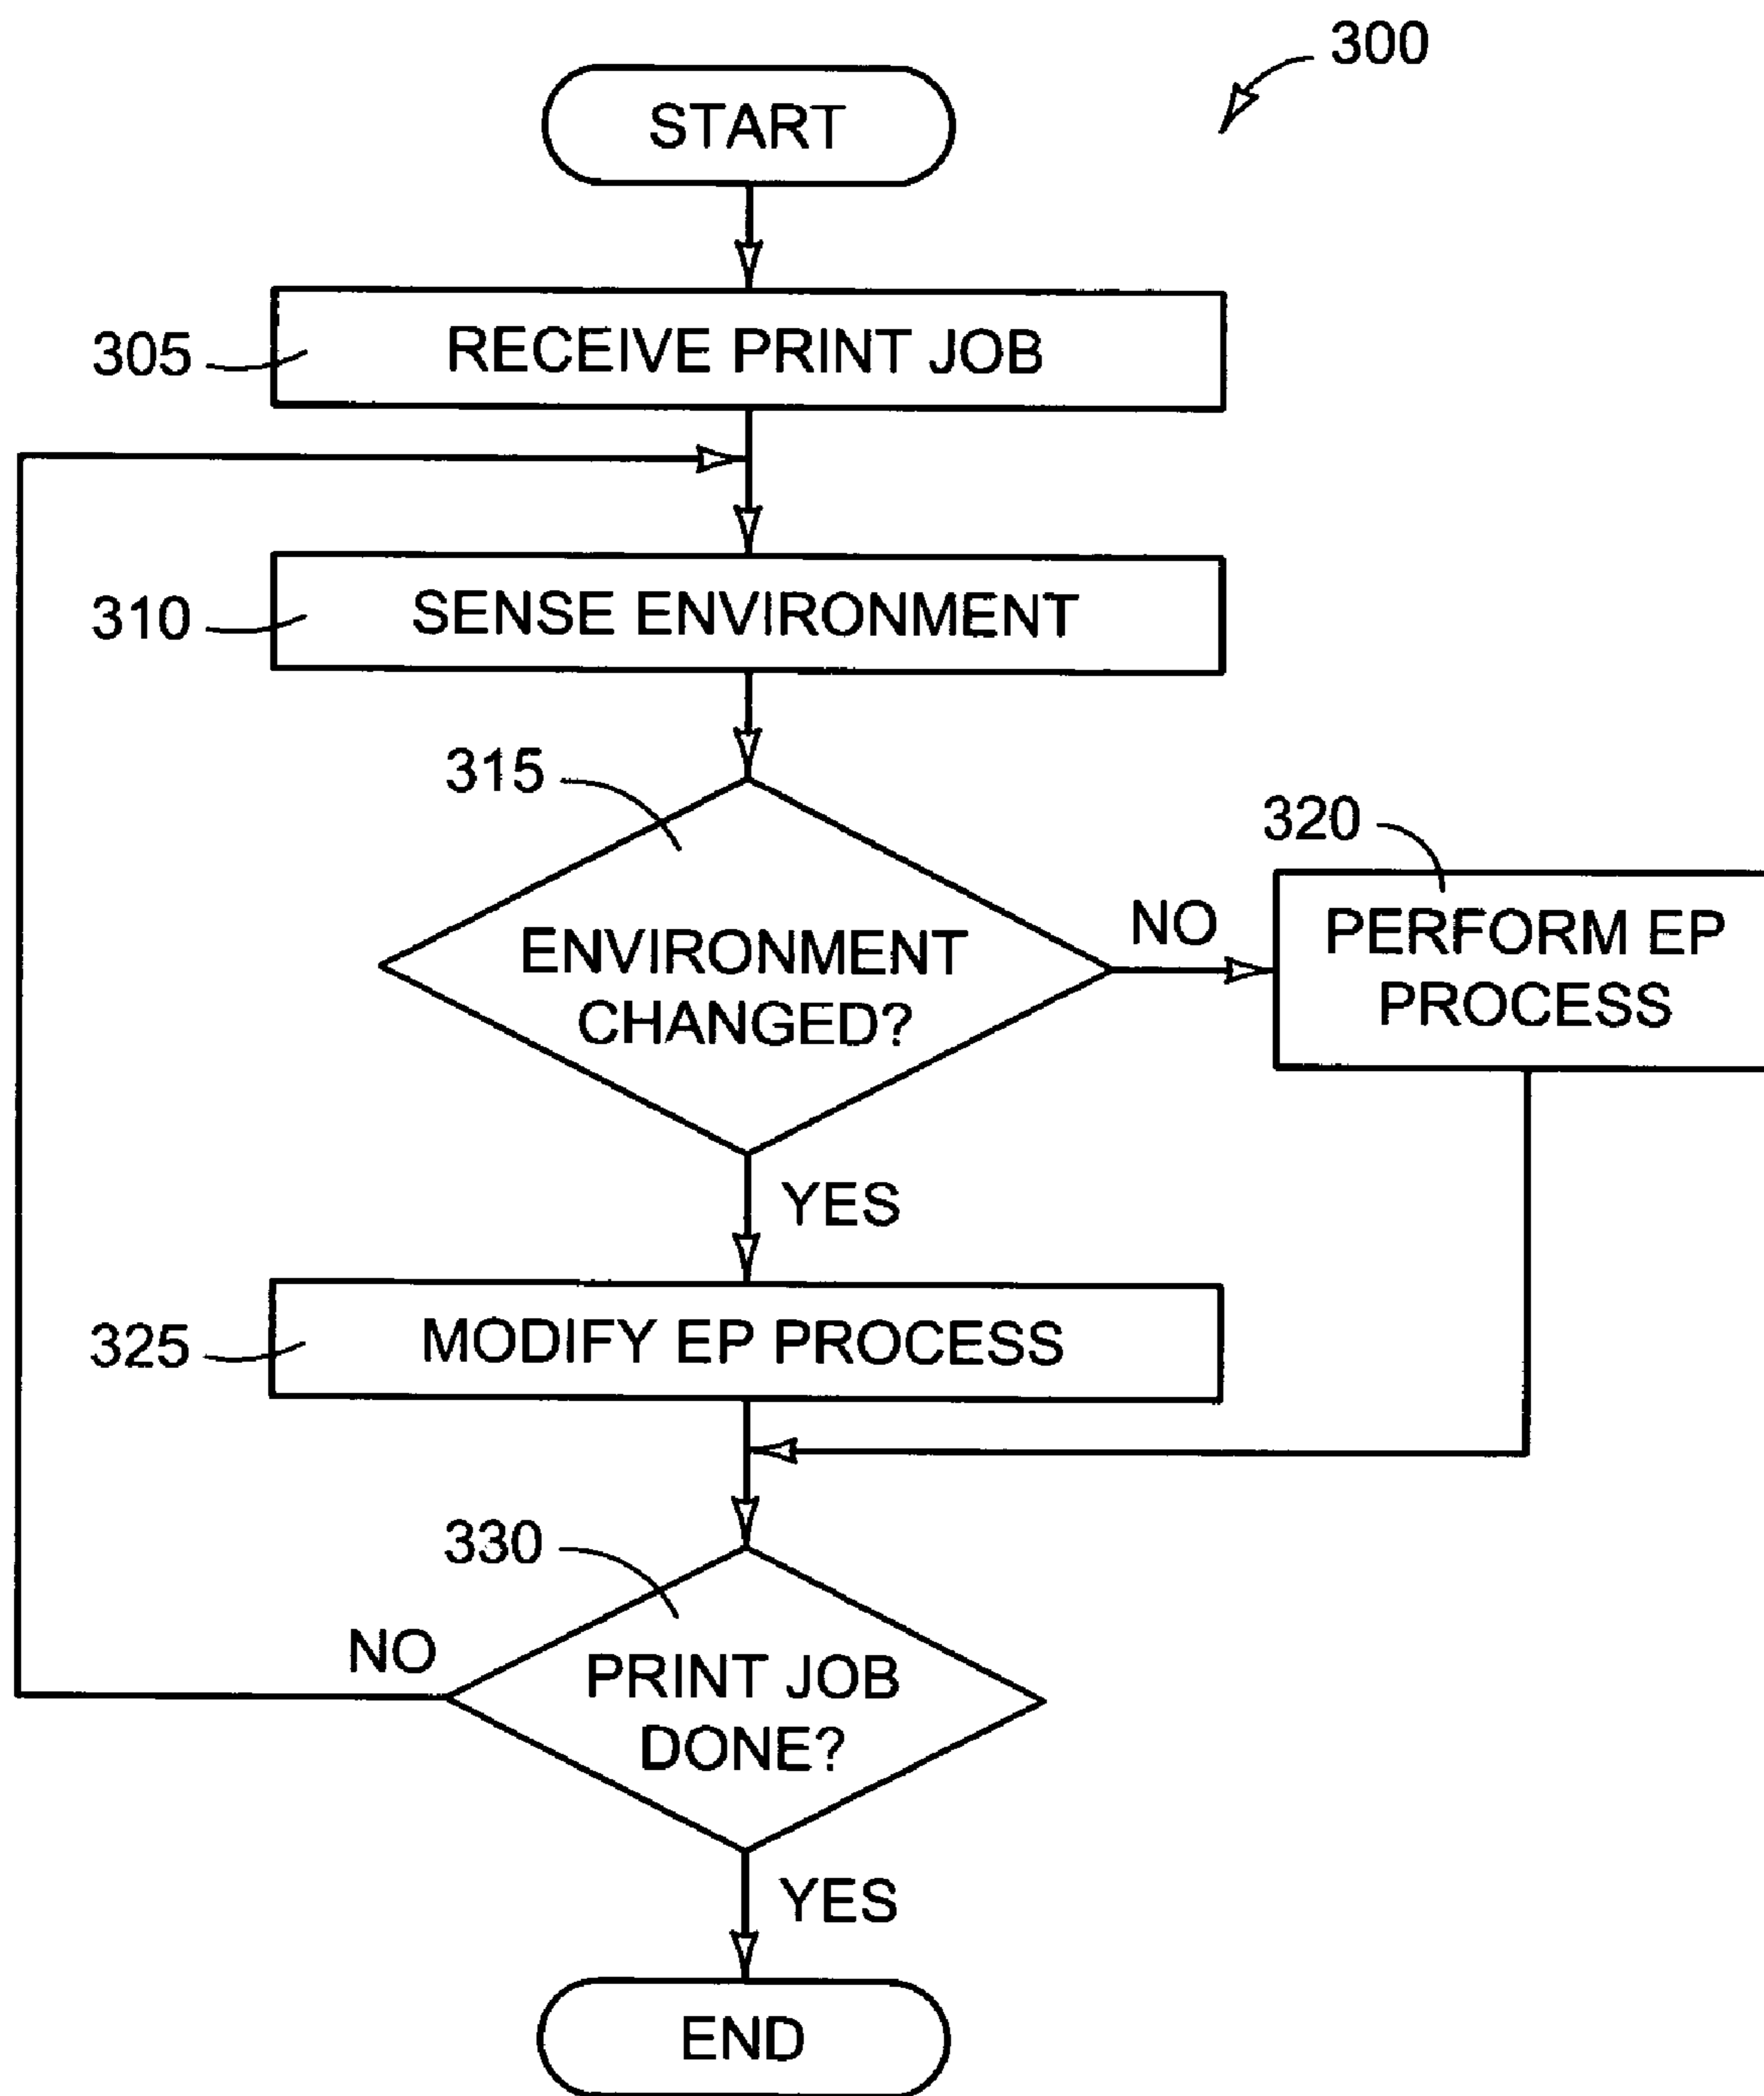 300
START
305
RECEIVE PRINT JOB
310
SENSE ENVIRONMENT
315
ENVIRONMENT
CHANGED?
NO
320
PERFORM EP
PROCESS
YES
325
MODIFY EP PROCESS
330
PRINT JOB
DONE?
NO
YES
END